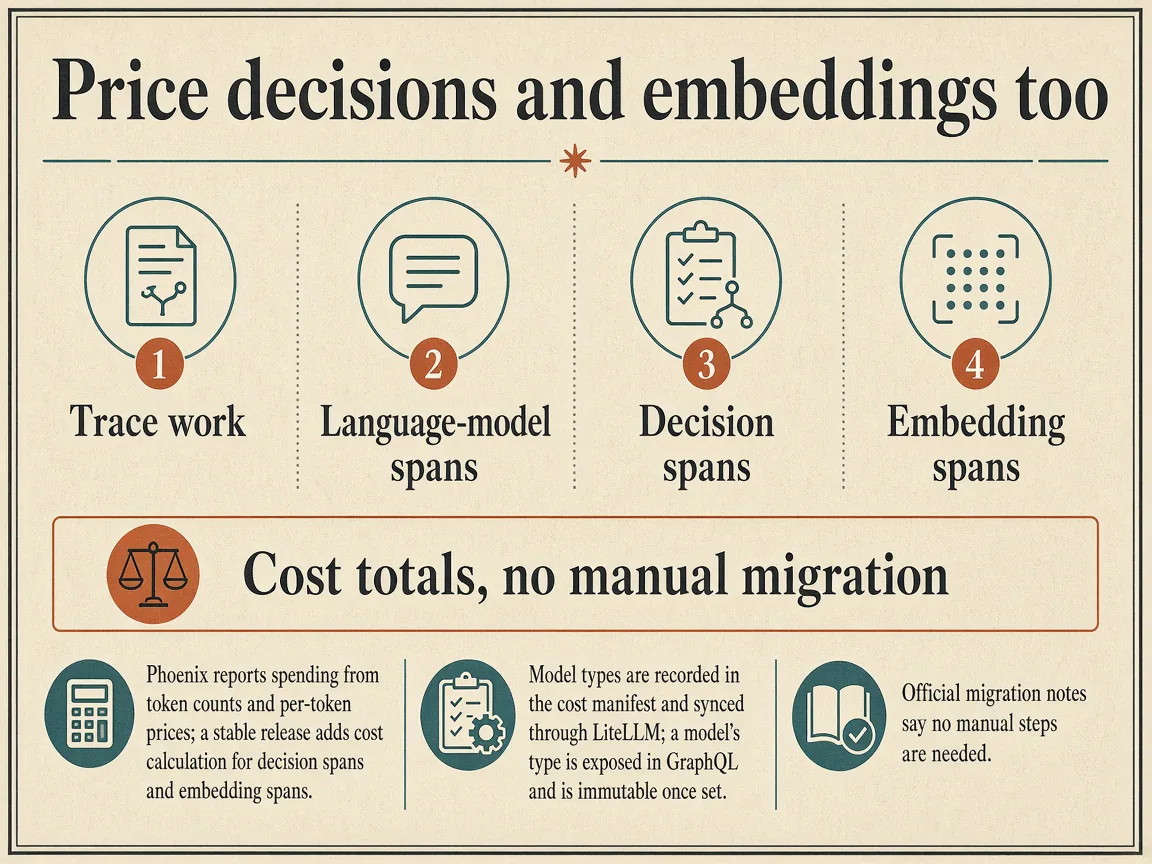 Price decisions and embeddings too
1
Trace work
2
Language-model
spans
3
Decision
spans
4
Embedding
spans
Cost totals, no manual migration
Phoenix reports spending from
token counts and per-token
prices; a stable release adds cost
calculation for decision spans
and embedding spans.
Model types are recorded in
the cost manifest and synced
through LiteLLM; a model's
type is exposed in GraphQL
and is immutable once set.
Official migration notes
say no manual steps
are needed.